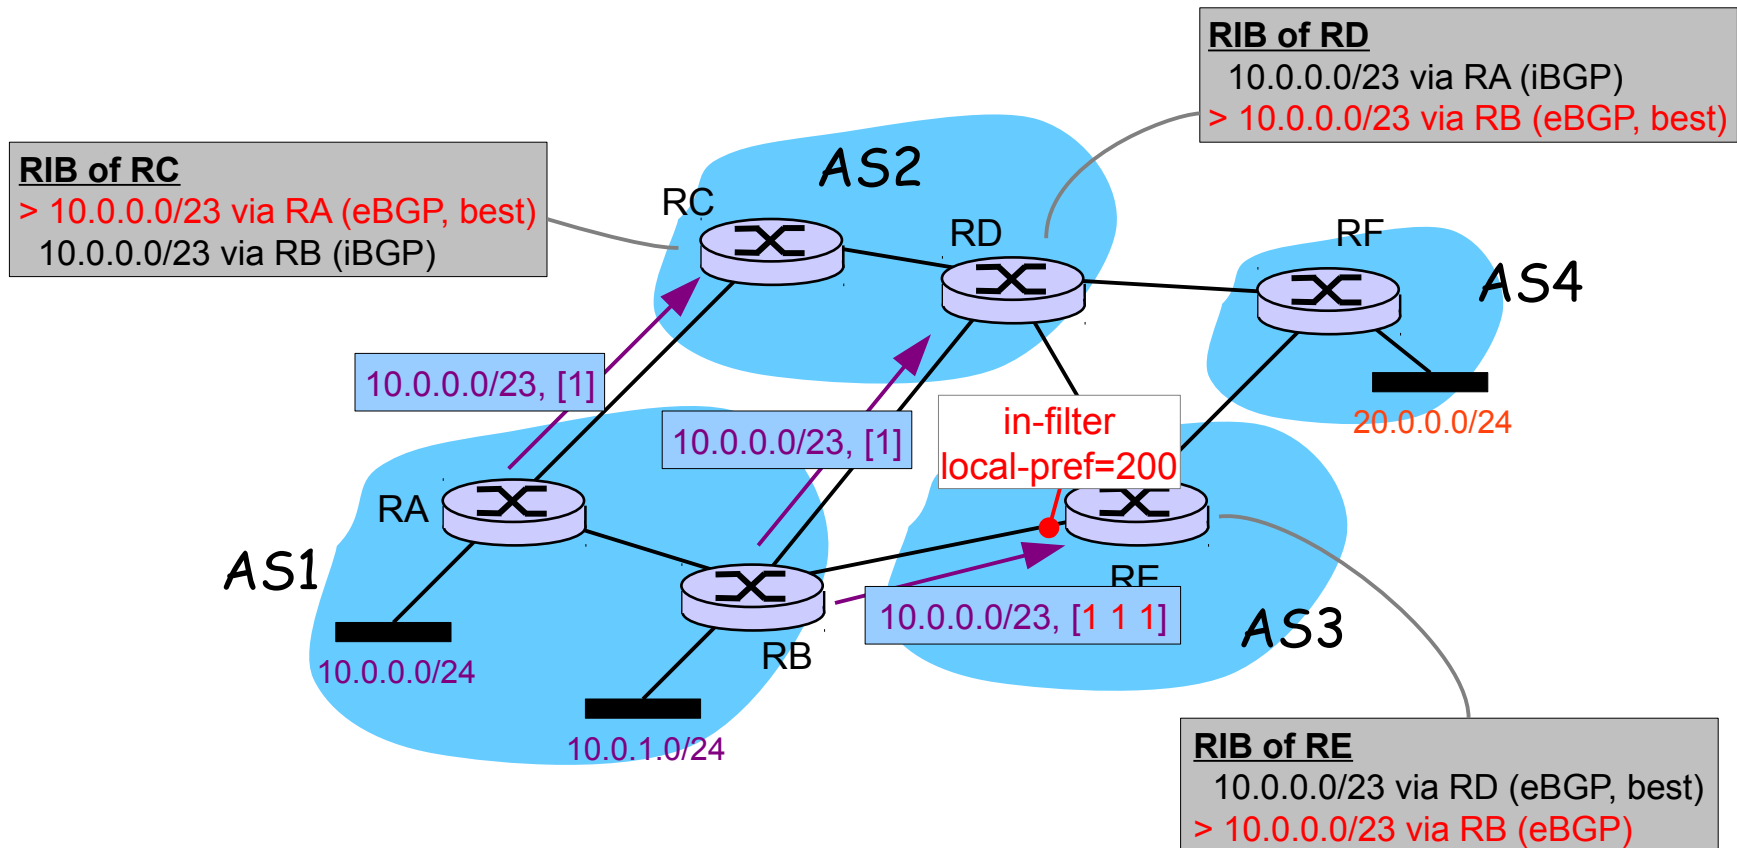 RIB of RD
10.0.0.0/23 via RA (iBGP)
> 10.0.0.0/23 via RB (eBGP, best)
AS2
RIB of RC
> 10.0.0.0/23 via RA (eBGP, best)
10.0.0.0/23 via RB (iBGP)
RC
RD
RF
AS4
10.0.0.0/23, [1]
20.0.0.0/24
in-filter
local-pref=200
10.0.0.0/23, [1]
RA
AS1
RE
10.0.0.0/23, [1 1 1]
AS3
RB
10.0.0.0/24
10.0.1.0/24
RIB of RE
10.0.0.0/23 via RD (eBGP, best)
> 10.0.0.0/23 via RB (eBGP)